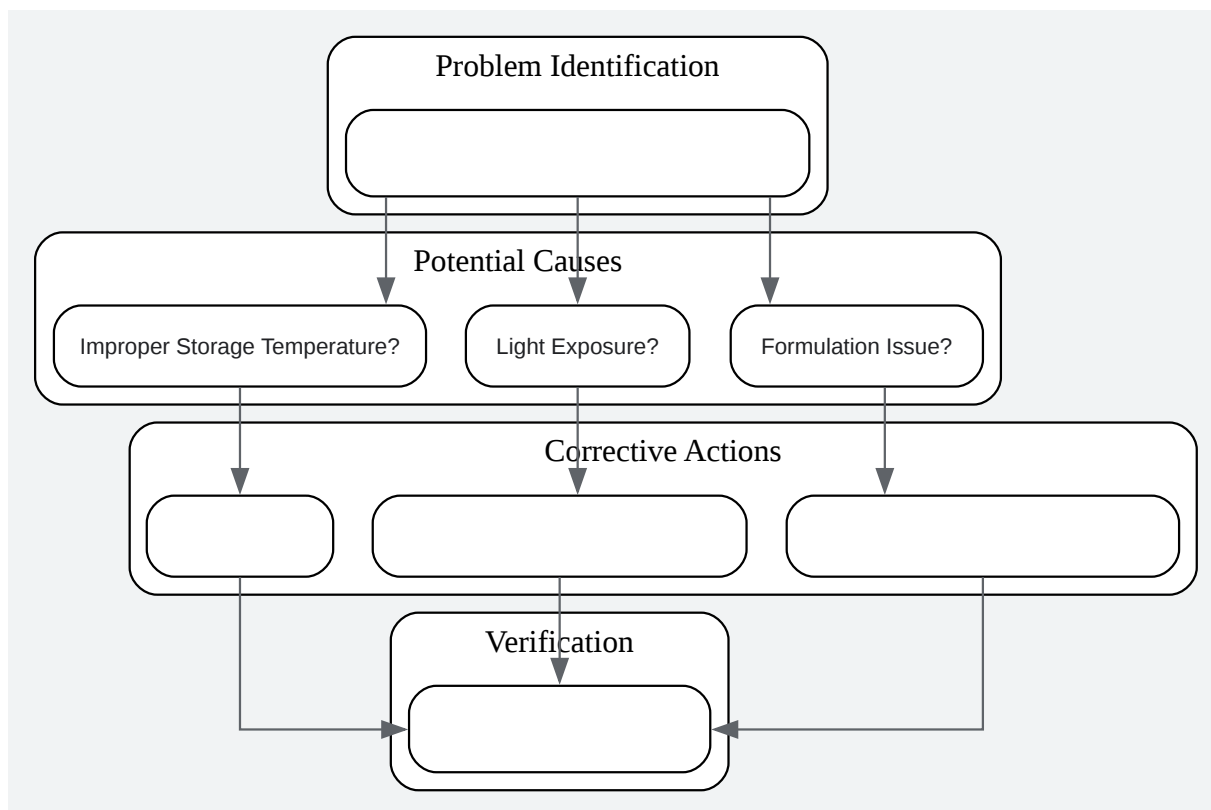 Problem Identification
Potential Causes
Improper Storage Temperature?
Light Exposure?
Formulation Issue?
Corrective Actions
Verification